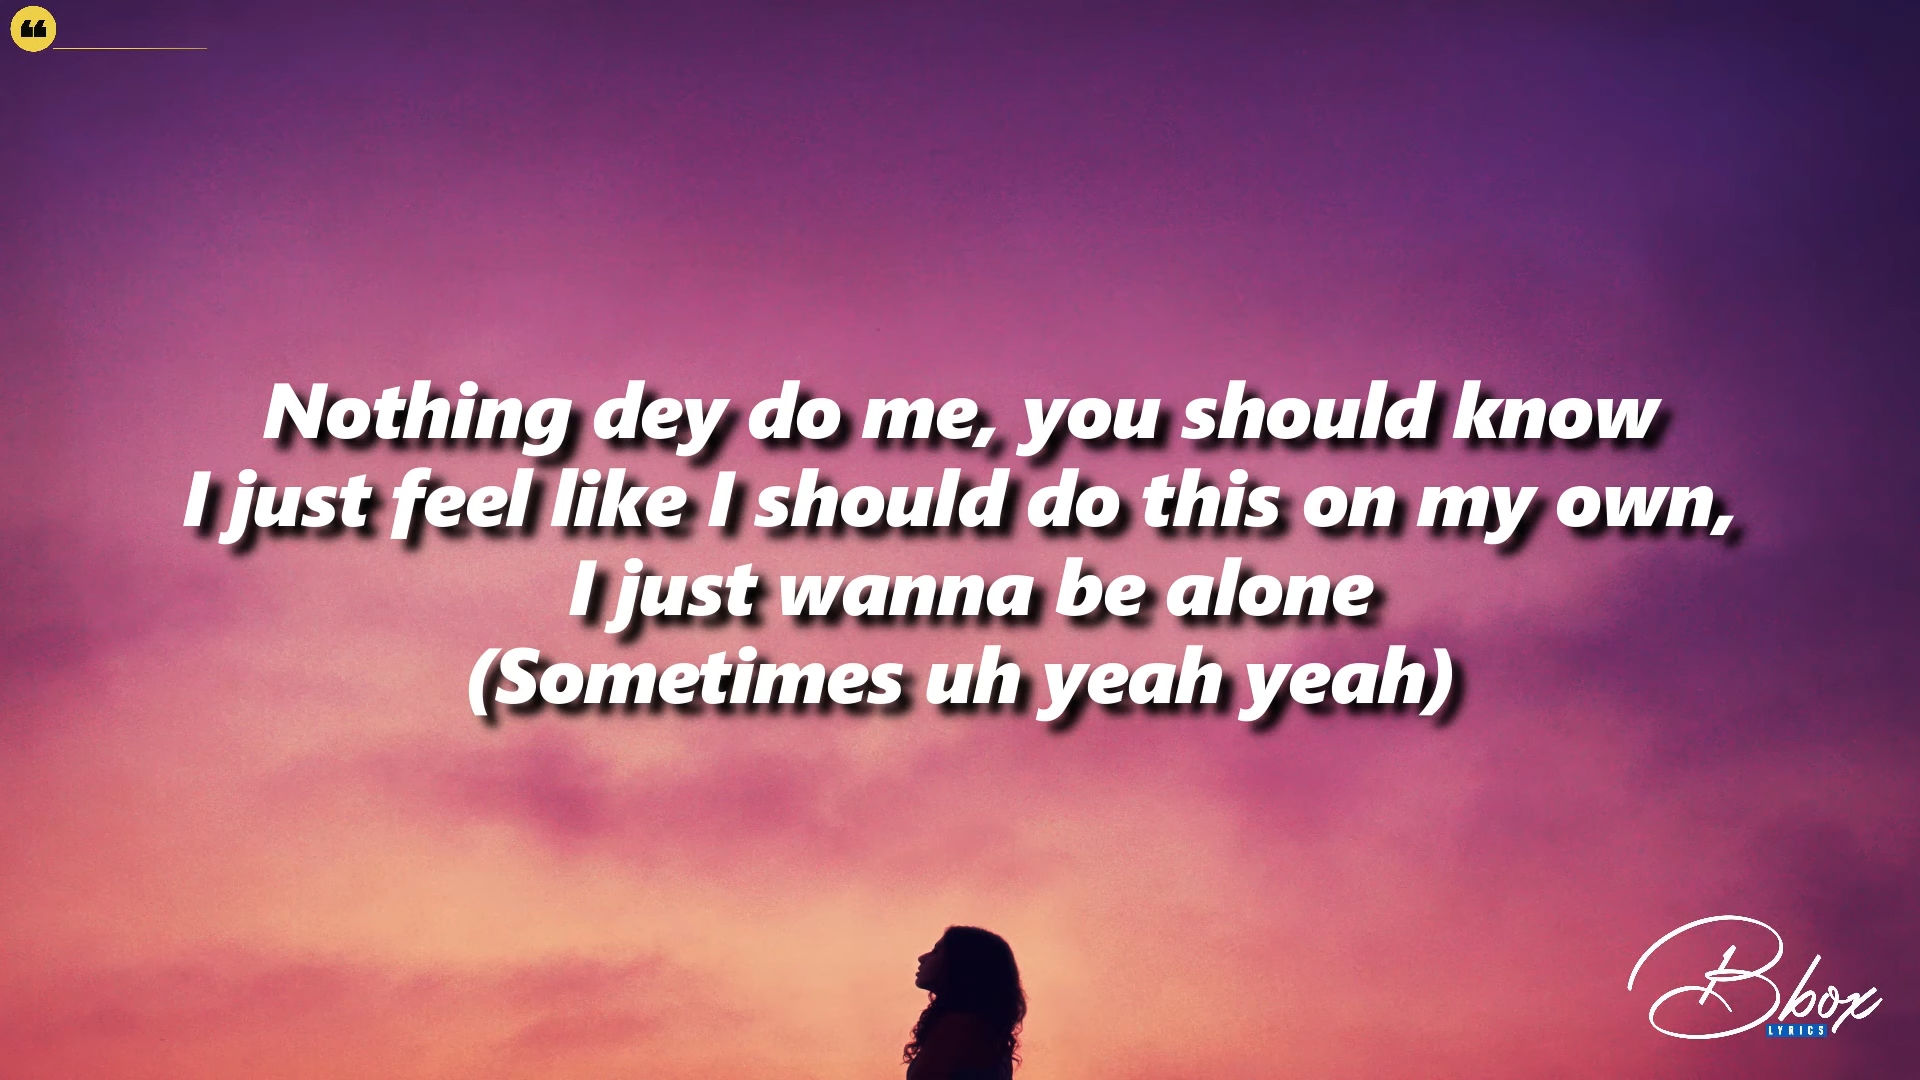 Nothing dey do me, you should know
I just feel like I should do this on my own,
I just wanna be alone
(Sometimes uh yeah yeah)
Bbox
LYRICS